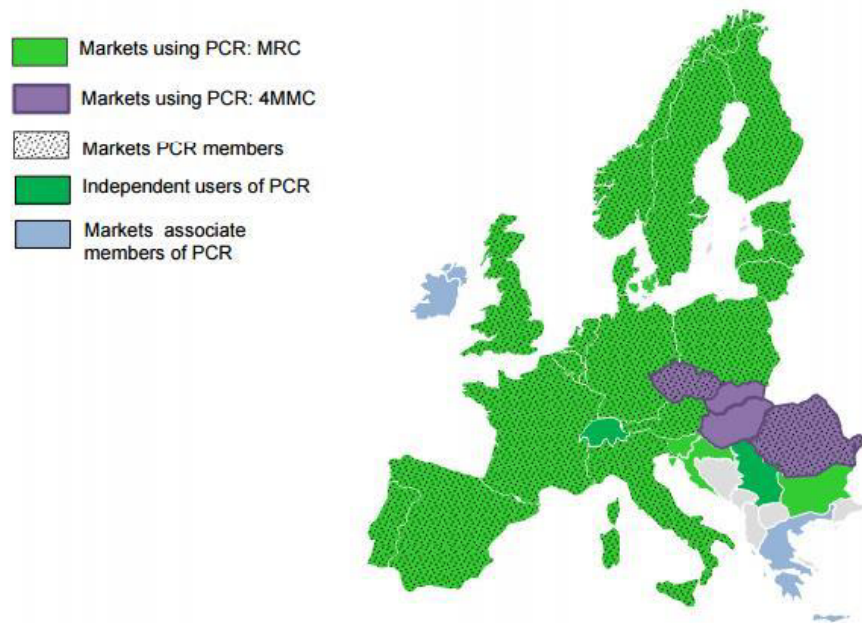 Markets using PCR: MRC
Markets using PCR: 4MMC
Markets PCR members
Independent users of PCR
Markets associate
members of PCR